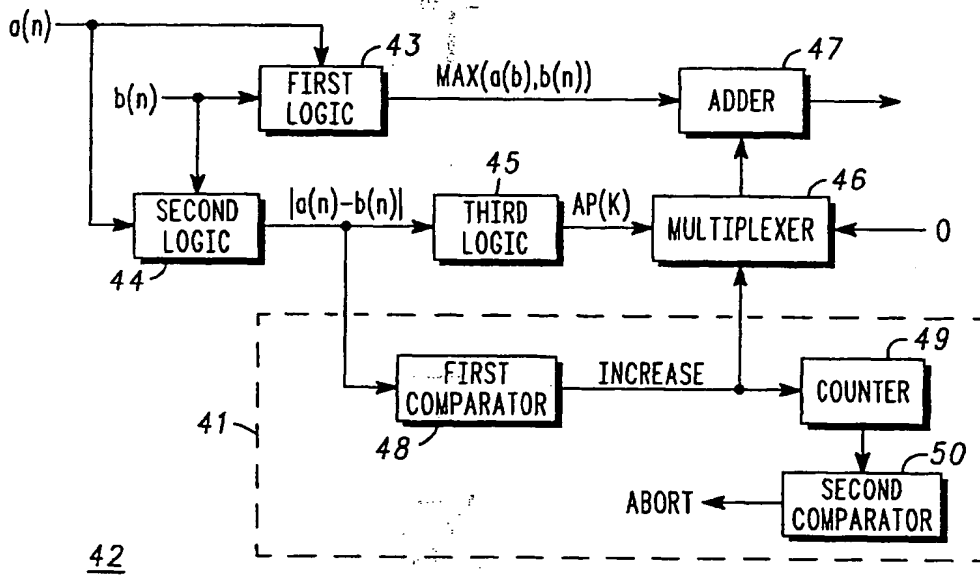 a(n)
43
47
b(n)
FIRST
LOGIC
MAX(a(b),b(n))
ADDER
45
46
SECOND
LOGIC
44
|a(n)-b(n)|
THIRD
LOGIC
AP(K)
MULTIPLEXER
0
49
41
FIRST
COMPARATOR
48
INCREASE
COUNTER
50
ABORT
SECOND
COMPARATOR
42